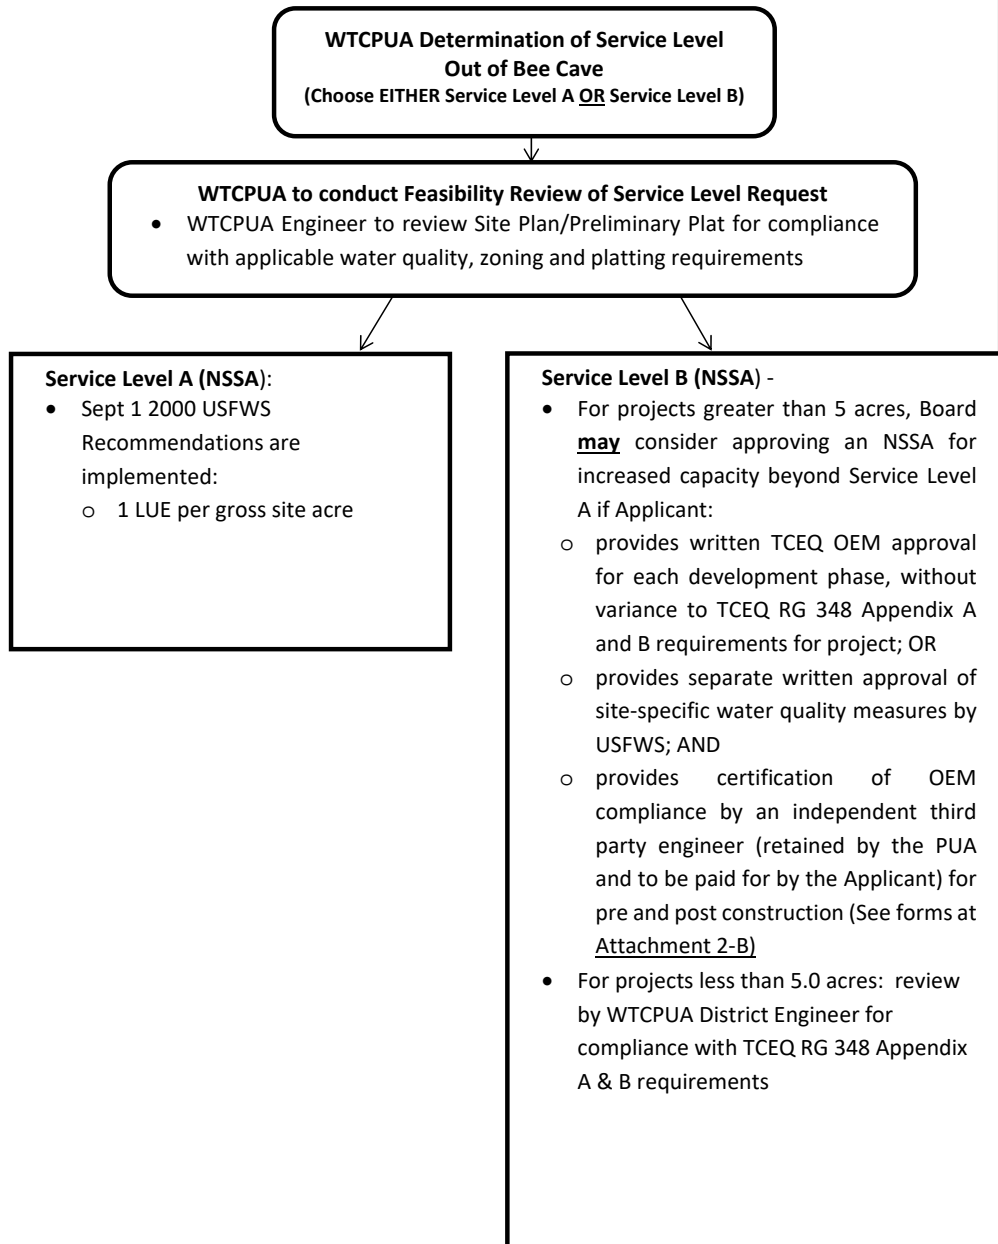 WTCPUA Determination of Service Level
Out of Bee Cave
(Choose EITHER Service Level A OR Service Level B)
WTCPUA to conduct Feasibility Review of Service Level Request
• WTCPUA Engineer to review Site Plan/Preliminary Plat for compliance
with applicable water quality, zoning and platting requirements
Service Level A (NSSA):
• Sept 1 2000 USFWS
Recommendations are
implemented:
o 1 LUE per gross site acre
Service Level B (NSSA) -
• For projects greater than 5 acres, Board
may consider approving an NSSA for
increased capacity beyond Service Level
A if Applicant:
o provides written TCEQ OEM approval
for each development phase, without
variance to TCEQ RG 348 Appendix A
and B requirements for project; OR
o provides separate written approval of
site-specific water quality measures by
USFWS; AND
o provides certification of OEM
compliance by an independent third
party engineer (retained by the PUA
and to be paid for by the Applicant) for
pre and post construction (See forms at
Attachment 2-B)
• For projects less than 5.0 acres: review
by WTCPUA District Engineer for
compliance with TCEQ RG 348 Appendix
A & B requirements